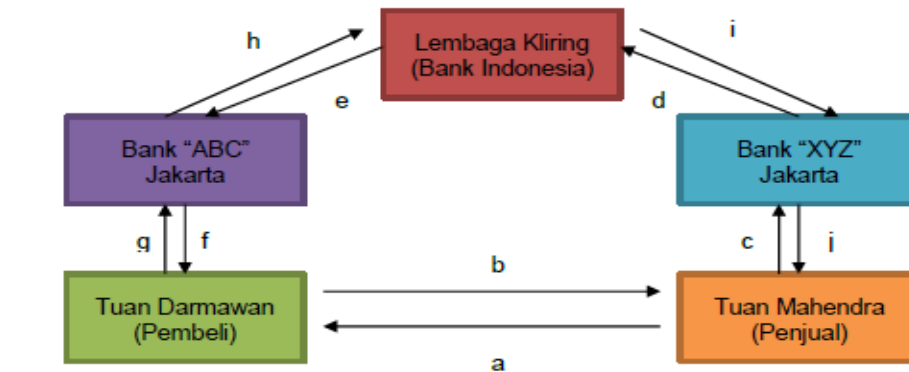 h
Lembaga Kliring
(Bank Indonesia)
i
e
d
Bank “ABC”
Jakarta
Bank “XYZ”
Jakarta
g
f
c
j
b
Tuan Darmawan
(Pembeli)
Tuan Mahendra
(Penjual)
a